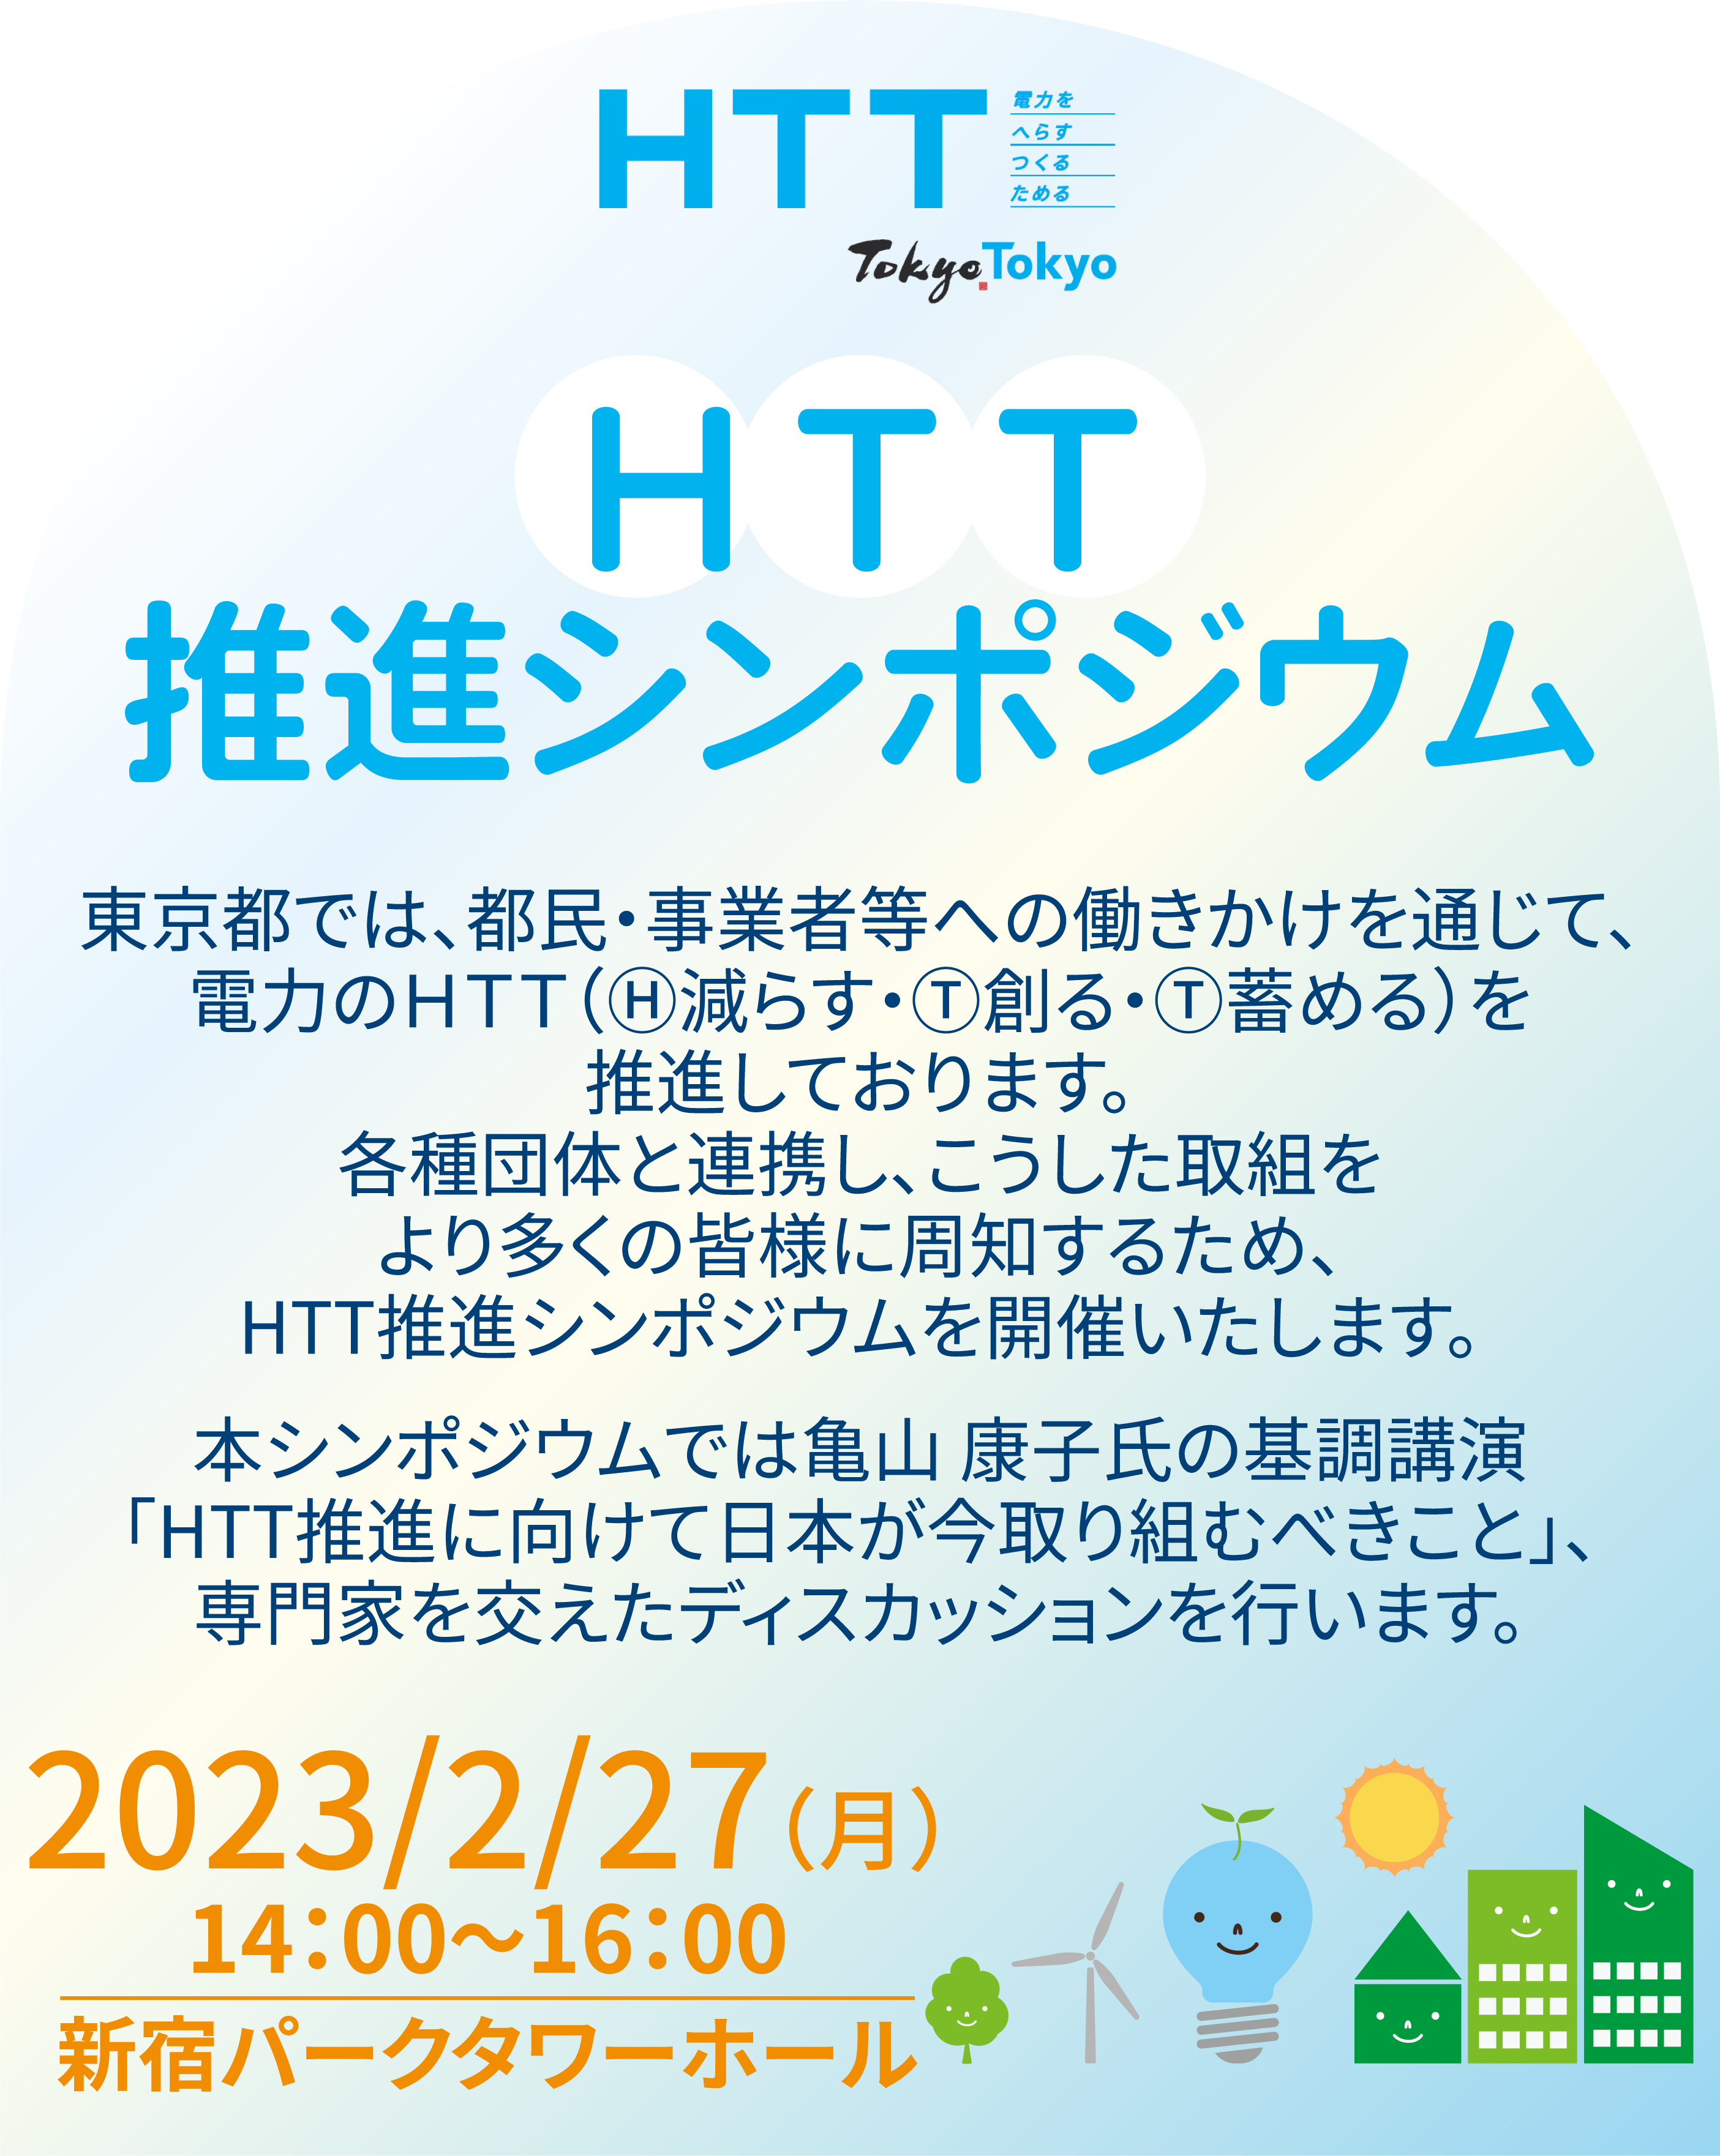 HTT
電力を
へらす
つくる
ためる
Tokyo Tokyo
HTT
推進シンポジウム
東京都では、都民・事業者等への働きかけを通じて、
電力のHTT(Ⓗ減らす・Ⓣ創る・Ⓣ蓄める)を
推進しております。
各種団体と連携し、こうした取組を
より多くの皆様に周知するため、
HTT推進シンポジウムを開催いたします。
本シンポジウムでは亀山 康子氏の基調講演
「HTT推進に向けて日本が今取り組むべきこと」、
専門家を交えたディスカッションを行います。
2023/2/27(月)
14:00〜16:00
新宿パークタワーホール